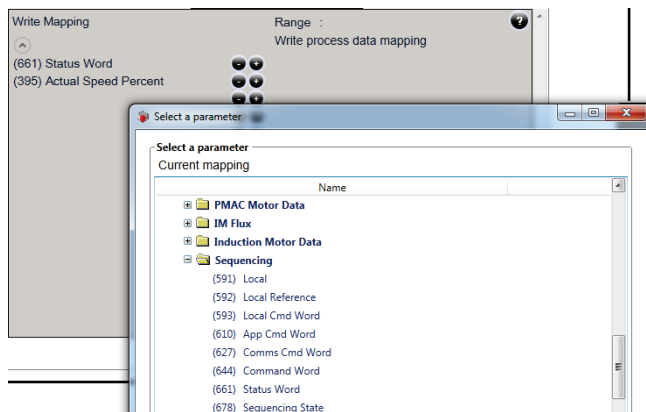 Write Mapping
Range :
Write process data mapping
(661) Status Word
(395) Actual Speed Percent
Select a parameter
Select a parameter
Current mapping
Name
PMAC Motor Data
IM Flux
Induction Motor Data
Sequencing
(591) Local
(592) Local Reference
(593) Local Cmd Word
(610) App Cmd Word
(627) Comms Cmd Word
(644) Command Word
(661) Status Word
(678) Sequencing State